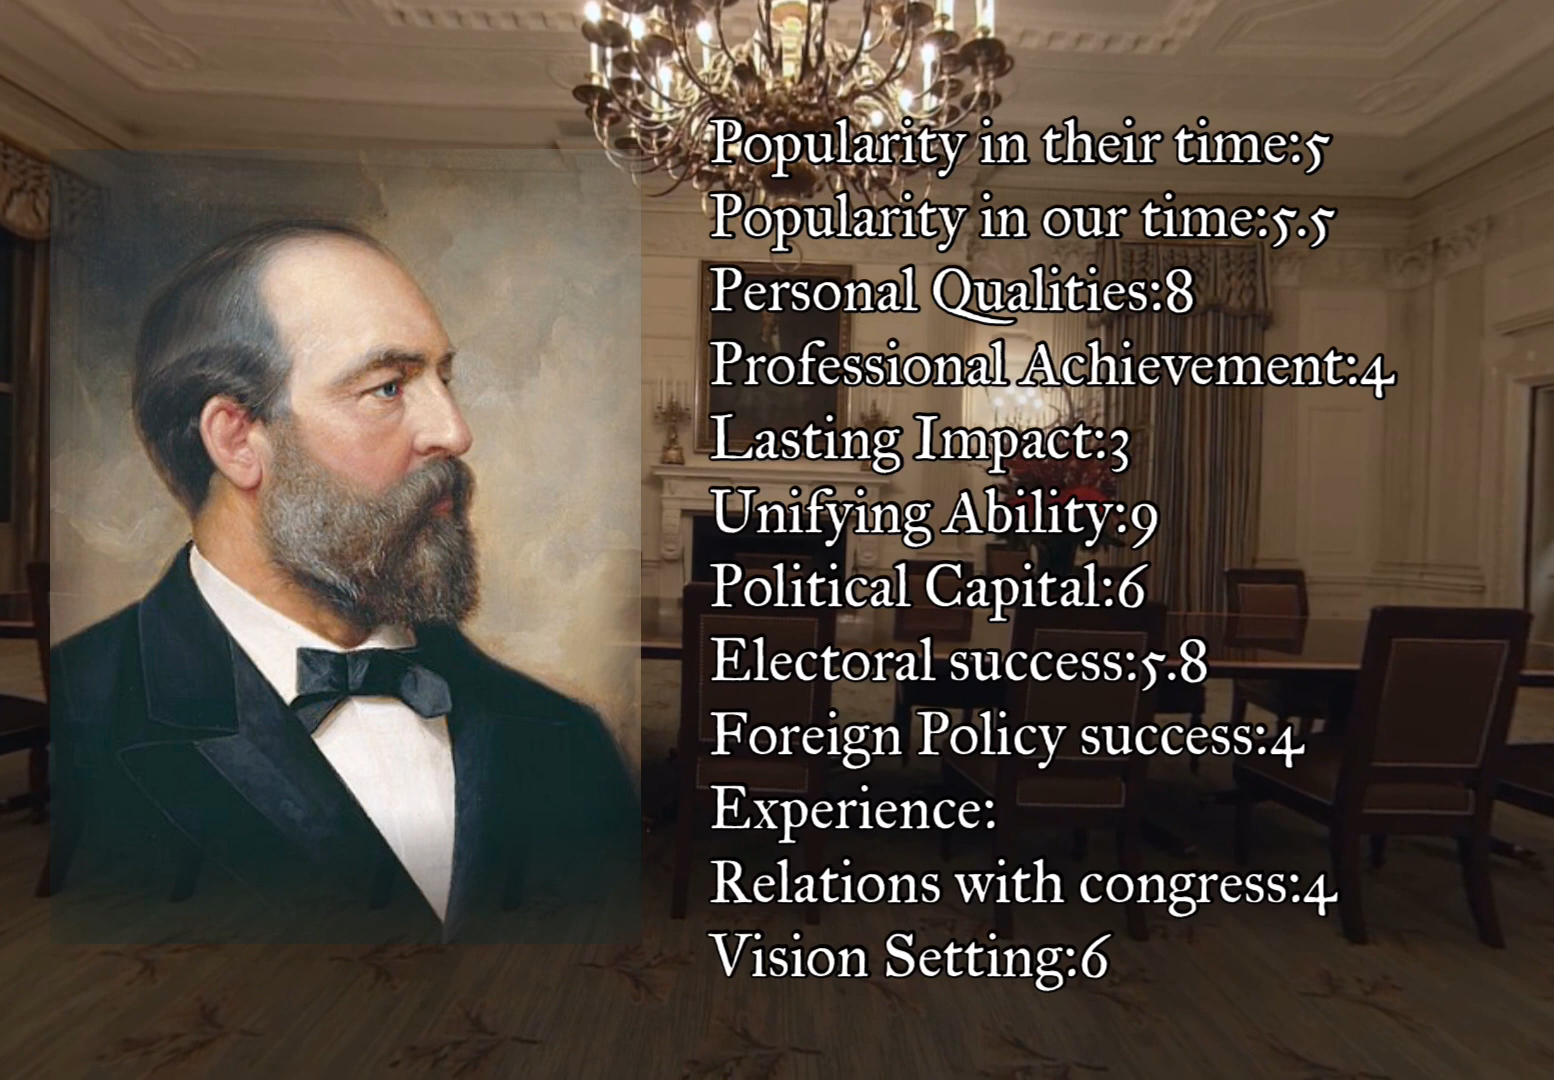 Popularity in their time:5
Popularity in our time:5.5
Personal Qualities:8
Professional Achievement:4
Lasting Impact:3
Unifying Ability:9
Political Capital:6
Electoral success:5.8
Foreign Policy success:4
Experience:
Relations with congress:4
Vision Setting:6